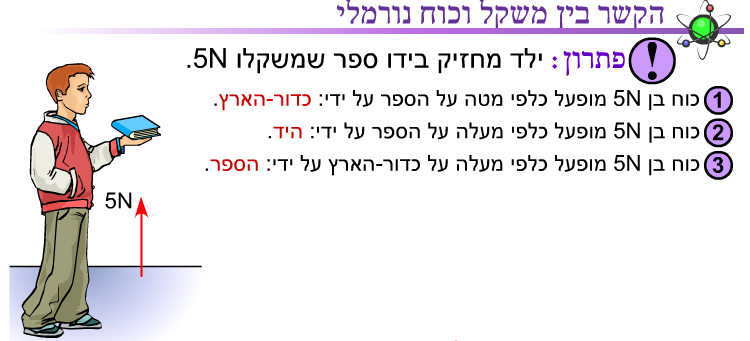 הקשר בין משקל וכוח נורמלי
! פתרון: ילד מחזיק בידו ספר שמשקלו 5N.
1 כוח בן 5N מופעל כלפי מטה על הספר על ידי: כדור-הארץ.
2 כוח בן 5N מופעל כלפי מעלה על הספר על ידי: היד.
3 כוח בן 5N מופעל כלפי מעלה על כדור-הארץ על ידי: הספר.
5N